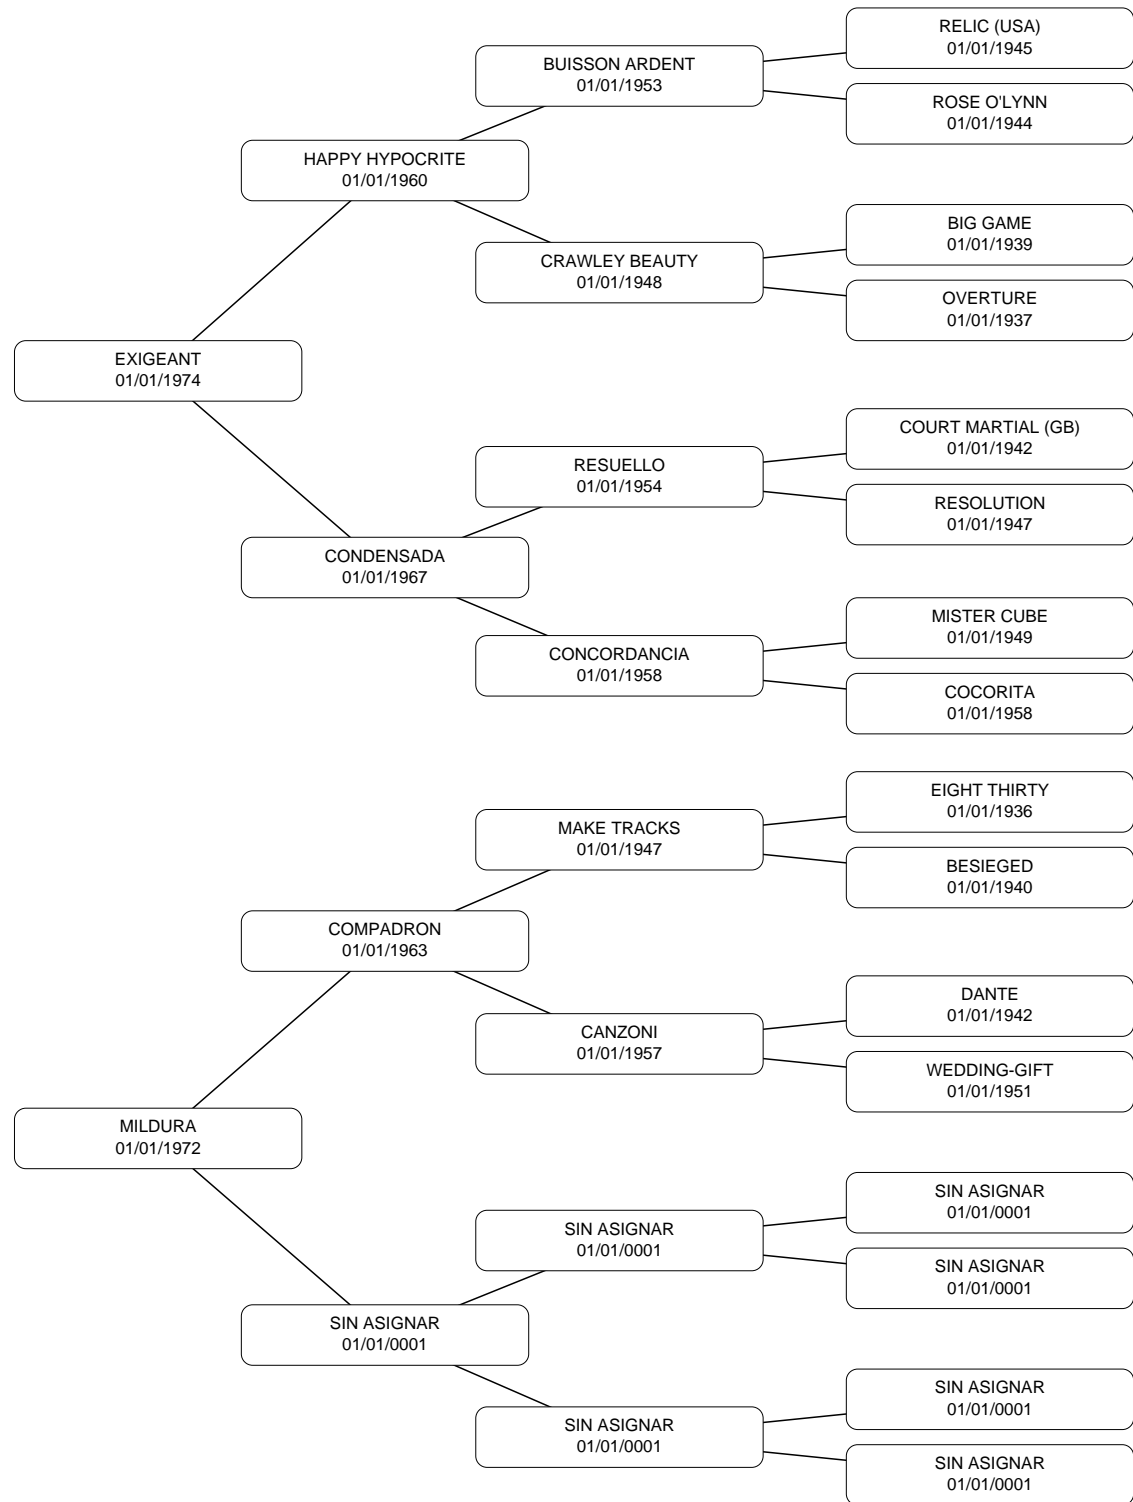 RELIC (USA)
01/01/1945
BUISSON ARDENT
01/01/1953
ROSE O'LYNN
01/01/1944
HAPPY HYPOCRITE
01/01/1960
BIG GAME
01/01/1939
CRAWLEY BEAUTY
01/01/1948
OVERTURE
01/01/1937
EXIGEANT
01/01/1974
COURT MARTIAL (GB)
01/01/1942
RESUELLO
01/01/1954
RESOLUTION
01/01/1947
CONDENSADA
01/01/1967
MISTER CUBE
01/01/1949
CONCORDANCIA
01/01/1958
COCORITA
01/01/1958
EIGHT THIRTY
01/01/1936
MAKE TRACKS
01/01/1947
BESIEGED
01/01/1940
COMPADRON
01/01/1963
DANTE
01/01/1942
CANZONI
01/01/1957
WEDDING-GIFT
01/01/1951
MILDURA
01/01/1972
SIN ASIGNAR
01/01/0001
SIN ASIGNAR
01/01/0001
SIN ASIGNAR
01/01/0001
SIN ASIGNAR
01/01/0001
SIN ASIGNAR
01/01/0001
SIN ASIGNAR
01/01/0001
SIN ASIGNAR
01/01/0001